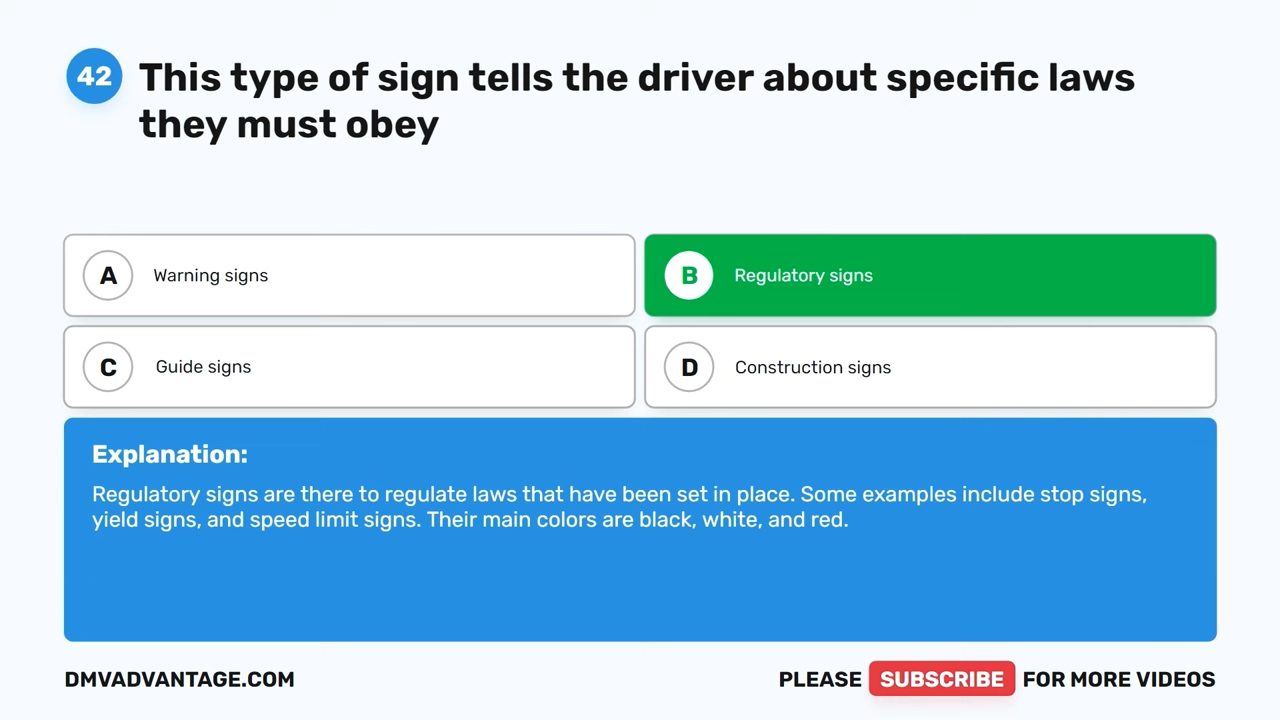 42
This type of sign tells the driver about specific laws
they must obey
A Warning signs
B Regulatory signs
C Guide signs
D Construction signs
Explanation:
Regulatory signs are there to regulate laws that have been set in place. Some examples include stop signs,
yield signs, and speed limit signs. Their main colors are black, white, and red.
DMVADVANTAGE.COM
PLEASE SUBSCRIBE FOR MORE VIDEOS